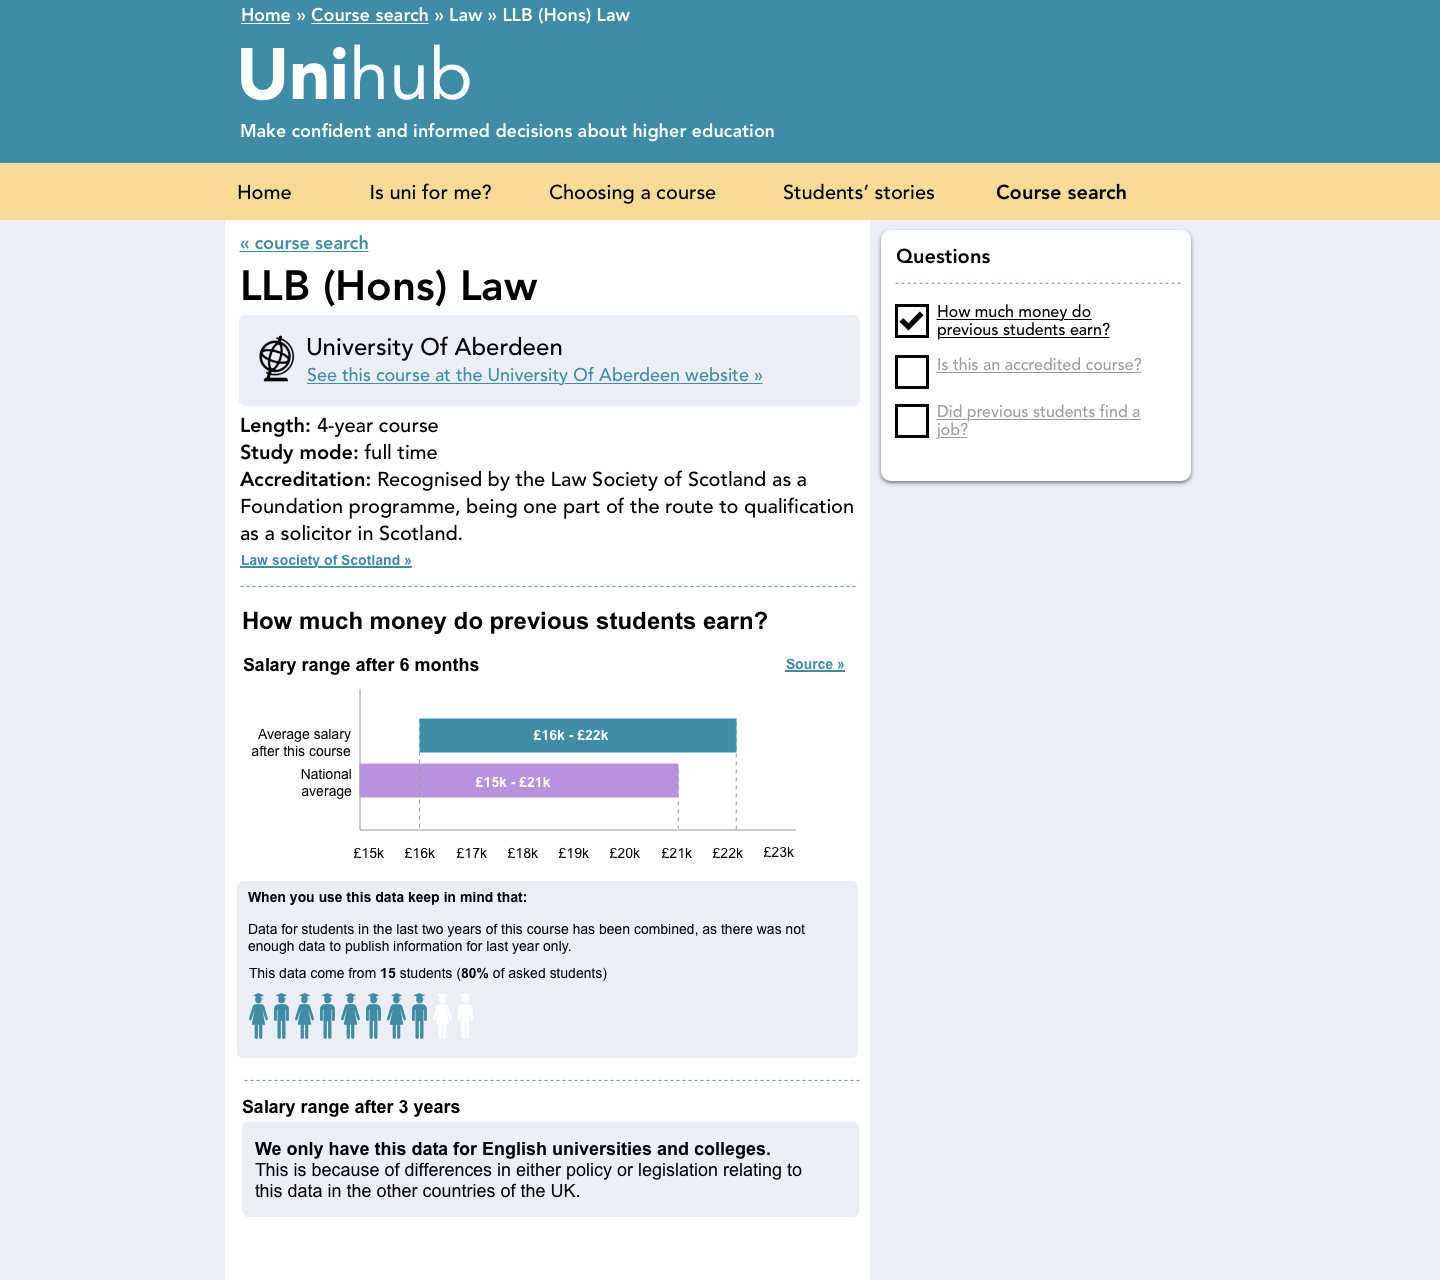 Home » Course search » Law » LLB (Hons) Law
Unihub
Make confident and informed decisions about higher education
Home
Is uni for me?
Choosing a course
Students’ stories
Course search
« course search
LLB (Hons) Law
University Of Aberdeen
See this course at the University Of Aberdeen website »
Length: 4-year course
Study mode: full time
Accreditation: Recognised by the Law Society of Scotland as a
Foundation programme, being one part of the route to qualification
as a solicitor in Scotland.
Law society of Scotland »
How much money do previous students earn?
Salary range after 6 months
Source »
Average salary
after this course
£16k - £22k
National
average
£15k - £21k
£15k £16k £17k £18k £19k £20k £21k £22k £23k
When you use this data keep in mind that:
Data for students in the last two years of this course has been combined, as there was not
enough data to publish information for last year only.
This data come from 15 students (80% of asked students)
Salary range after 3 years
We only have this data for English universities and colleges.
This is because of differences in either policy or legislation relating to
this data in the other countries of the UK.
Questions
How much money do
previous students earn?
Is this an accredited course?
Did previous students find a
job?